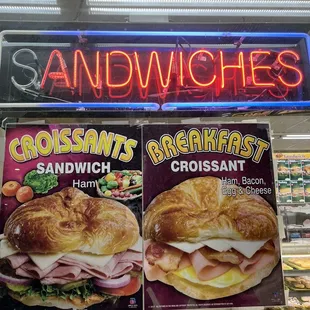 SANDWICHES
CROISSANTS
SANDWICH
Ham
BREAKFAST
CROISSANT
Ham, Bacon,
Egg & Cheese